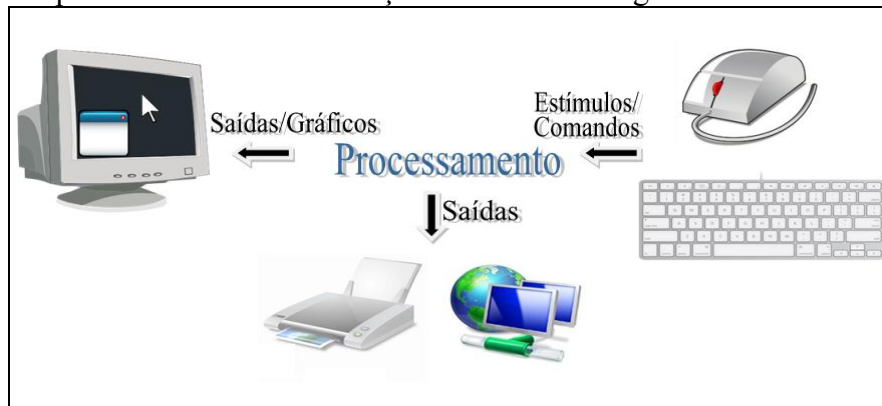 Saídas/Gráficos
Estímulos/
Comandos
Processamento
Saídas